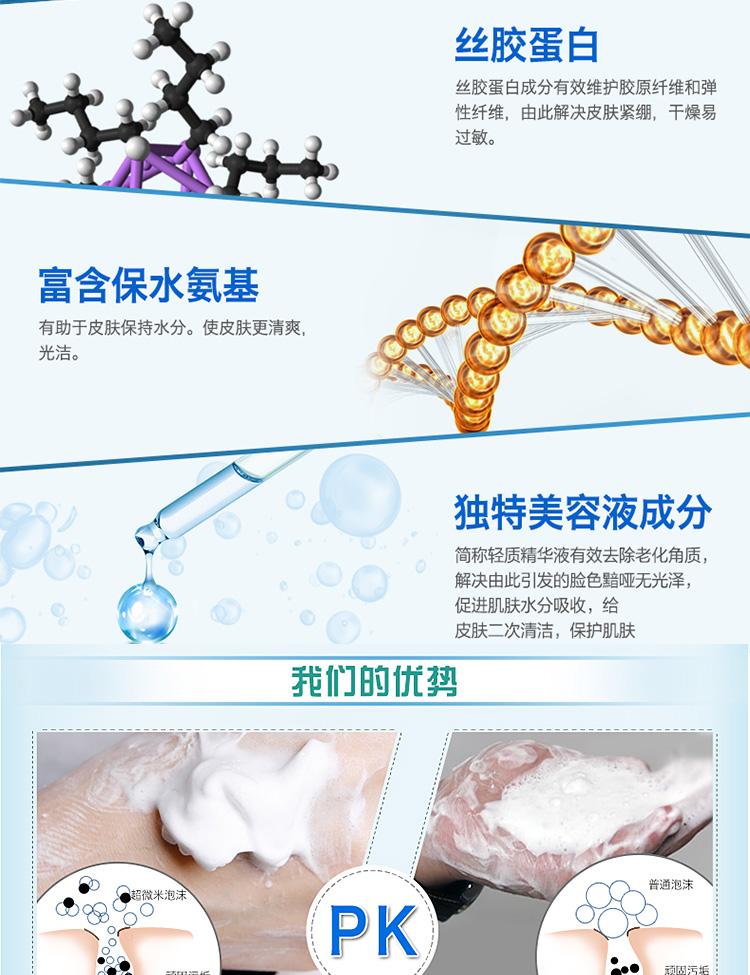 丝胶蛋白
丝胶蛋白成分有效维护胶原纤维和弹
性纤维，由此解决皮肤紧绷，干燥易
过敏。
富含保水氨基
有助于皮肤保持水分。使皮肤更清爽，
光洁。
独特美容液成分
简称轻质精华液有效去除老化角质，
解决由此引发的脸色黯哑无光泽，
促进肌肤水分吸收，给
皮肤二次清洁，保护肌肤
我们的优势
超微米泡沫
普通泡沫
PK
顽固污垢
顽固污垢